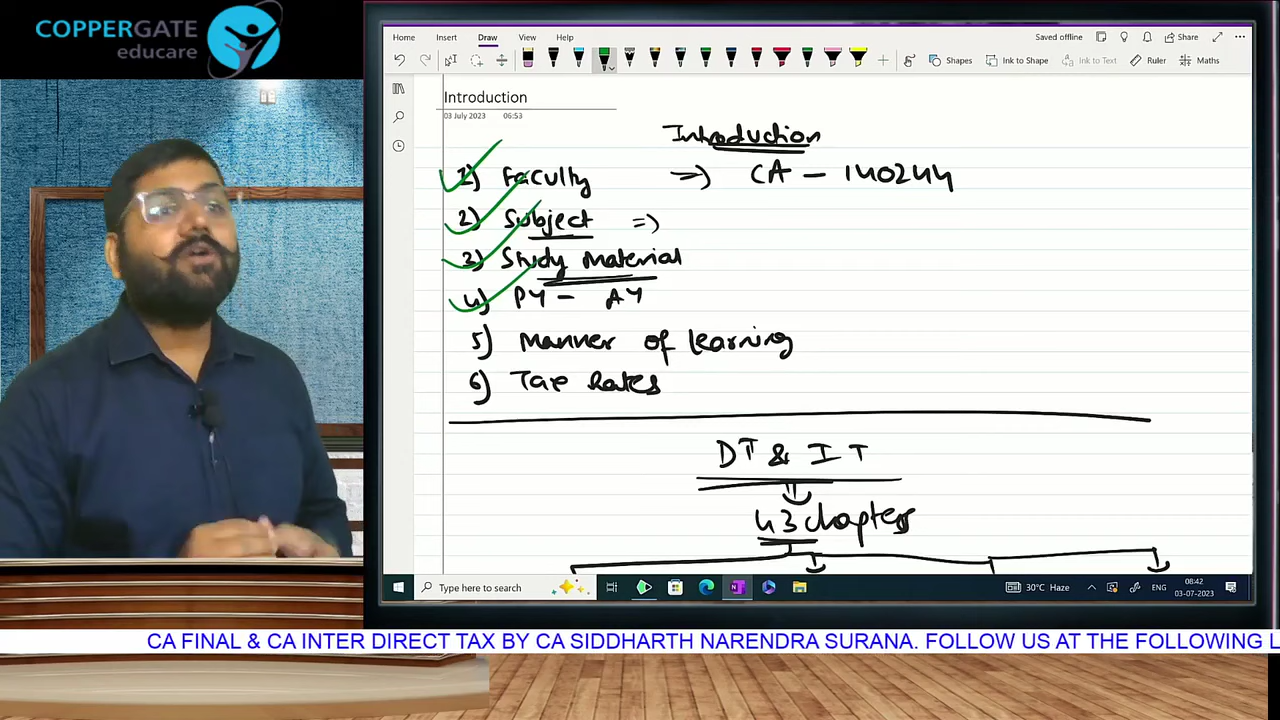 COPPERGATE
educare
Home Insert Draw View Help
Saved offline
Share
Shapes
Ink to Shape
Ink to Text
Ruler
Maths
Introduction
03 July 2023 06:53
Introduction
1) Faculty => CA - 140244
2) Subject =>
3) Study Material
4) PY - AY
5) Manner of learning
6) Tax Rates
DT & IT
43 chapters
Type here to search
30°C Haze
ENG
08:42
03-07-2023
CA FINAL & CA INTER DIRECT TAX BY CA SIDDHARTH NARENDRA SURANA. FOLLOW US AT THE FOLLOWING L